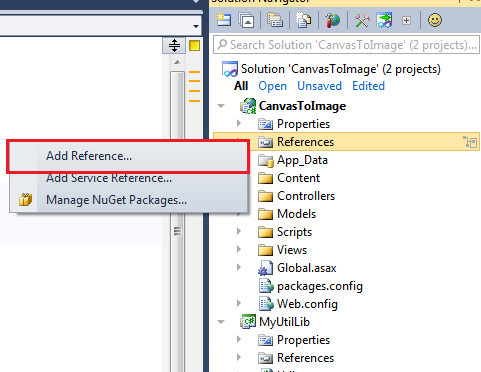 Solution Navigator
Search Solution 'CanvasToImage' (2 projects)...
Solution 'CanvasToImage' (2 projects)
All Open Unsaved Edited
CanvasToImage
Properties
References
App_Data
Content
Controllers
Models
Scripts
Views
Global.asax
packages.config
Web.config
MyUtilLib
Properties
References
Add Reference...
Add Service Reference...
Manage NuGet Packages...